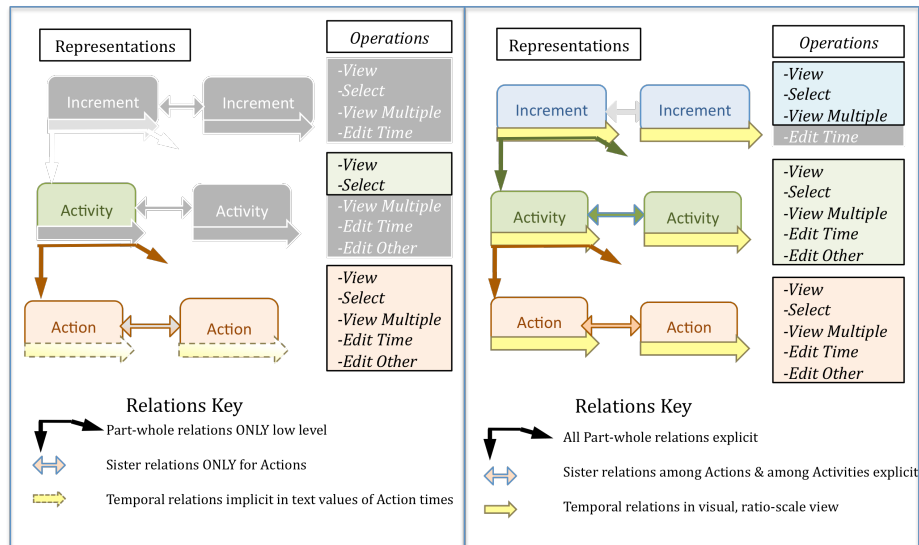 Representations
Operations
-View
-Select
-View Multiple
-Edit Time
Increment
Increment
-View
-Select
-View Multiple
-Edit Time
-Edit Other
Activity
Activity
-View
-Select
-View Multiple
-Edit Time
-Edit Other
Action
Action
Relations Key
Part-whole relations ONLY low level
Sister relations ONLY for Actions
Temporal relations implicit in text values of Action times
Representations
Operations
-View
-Select
-View Multiple
-Edit Time
Increment
Increment
-View
-Select
-View Multiple
-Edit Time
-Edit Other
Activity
Activity
-View
-Select
-View Multiple
-Edit Time
-Edit Other
Action
Action
Relations Key
All Part-whole relations explicit
Sister relations among Actions & among Activities explicit
Temporal relations in visual, ratio-scale view